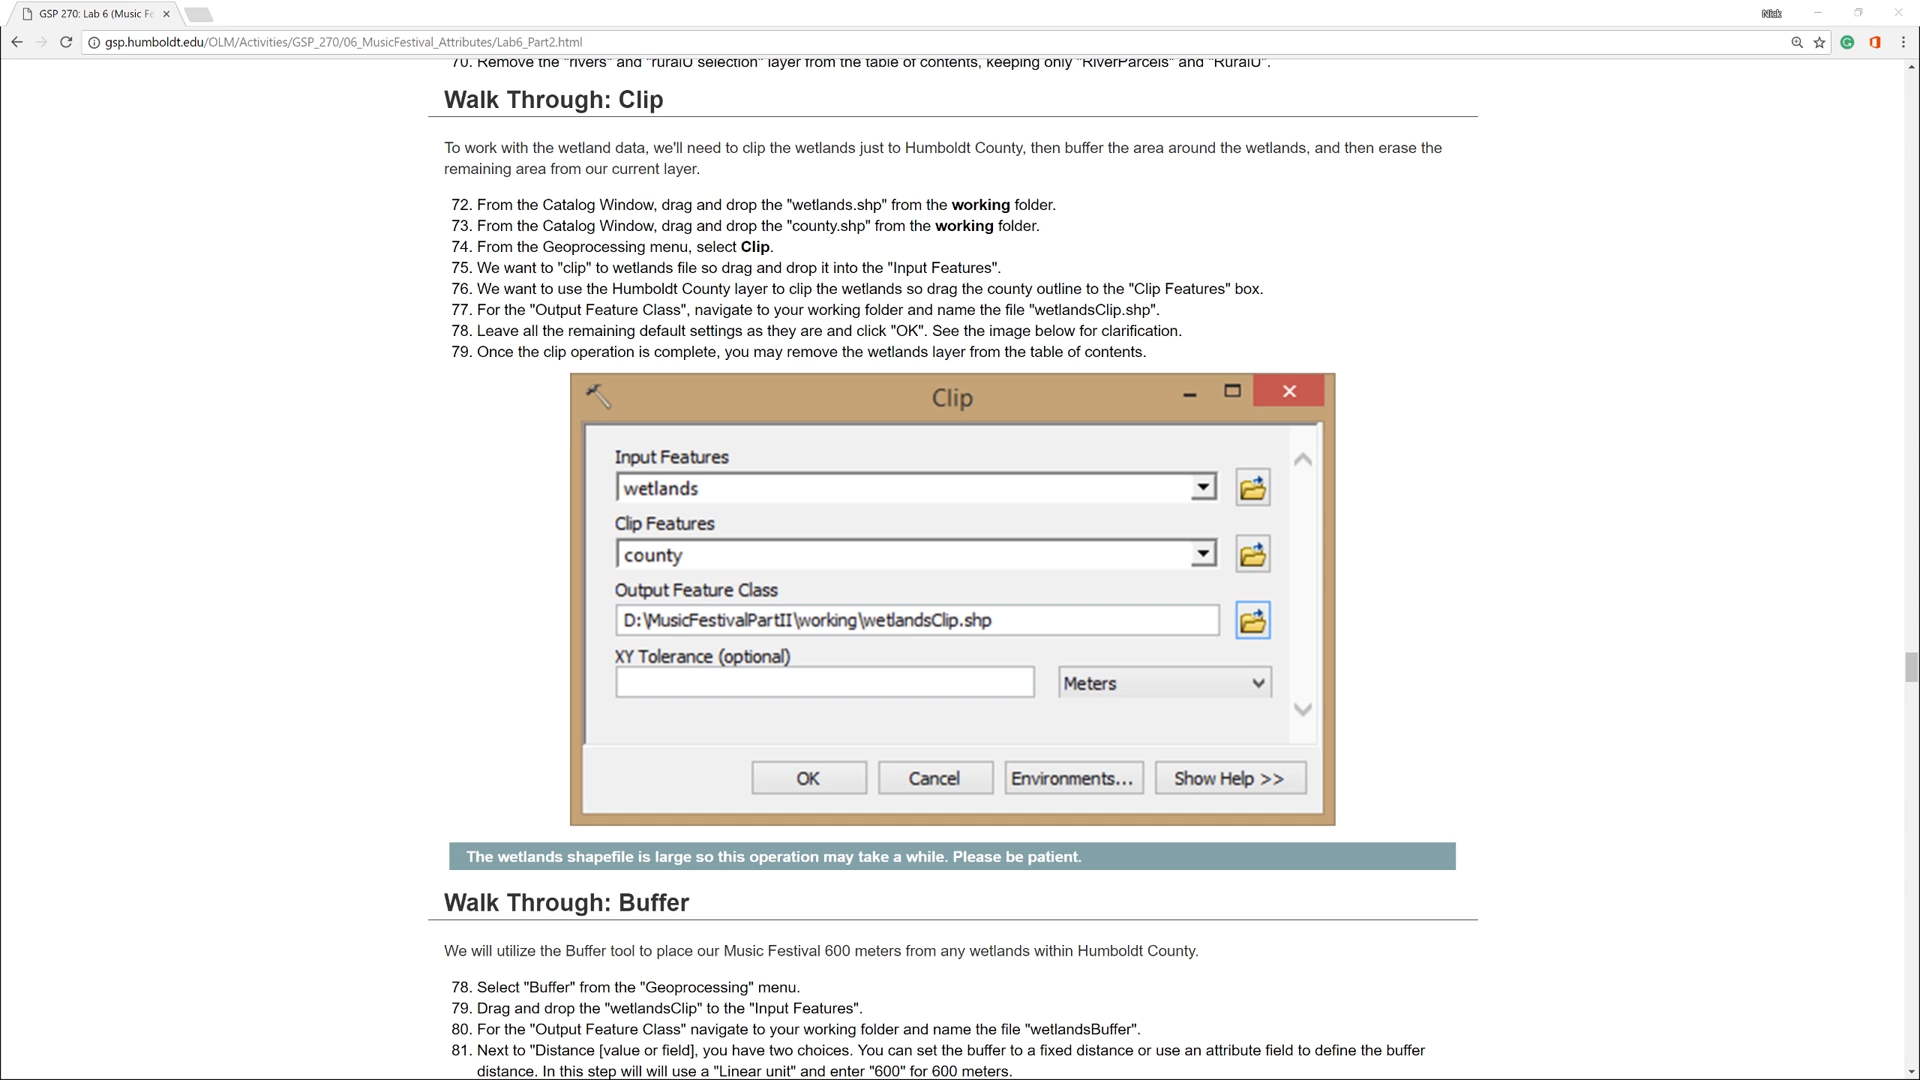 GSP 270: Lab 6 (Music Fe
Nick
gsp.humboldt.edu/OLM/Activities/GSP_270/06_MusicFestival_Attributes/Lab6_Part2.html
70. Remove the "rivers" and "ruralU selection" layer from the table of contents, keeping only "RiverParcels" and "RuralU".
Walk Through: Clip
To work with the wetland data, we'll need to clip the wetlands just to Humboldt County, then buffer the area around the wetlands, and then erase the
remaining area from our current layer.
72. From the Catalog Window, drag and drop the "wetlands.shp" from the working folder.
73. From the Catalog Window, drag and drop the "county.shp" from the working folder.
74. From the Geoprocessing menu, select Clip.
75. We want to "clip" to wetlands file so drag and drop it into the "Input Features".
76. We want to use the Humboldt County layer to clip the wetlands so drag the county outline to the "Clip Features" box.
77. For the "Output Feature Class", navigate to your working folder and name the file "wetlandsClip.shp".
78. Leave all the remaining default settings as they are and click "OK". See the image below for clarification.
79. Once the clip operation is complete, you may remove the wetlands layer from the table of contents.
Clip
Input Features
wetlands
Clip Features
county
Output Feature Class
D:\MusicFestivalPartII\working\wetlandsClip.shp
XY Tolerance (optional)
Meters
OK Cancel Environments... Show Help >>
The wetlands shapefile is large so this operation may take a while. Please be patient.
Walk Through: Buffer
We will utilize the Buffer tool to place our Music Festival 600 meters from any wetlands within Humboldt County.
78. Select "Buffer" from the "Geoprocessing" menu.
79. Drag and drop the "wetlandsClip" to the "Input Features".
80. For the "Output Feature Class" navigate to your working folder and name the file "wetlandsBuffer".
81. Next to "Distance [value or field], you have two choices. You can set the buffer to a fixed distance or use an attribute field to define the buffer
distance. In this step will will use a "Linear unit" and enter "600" for 600 meters.